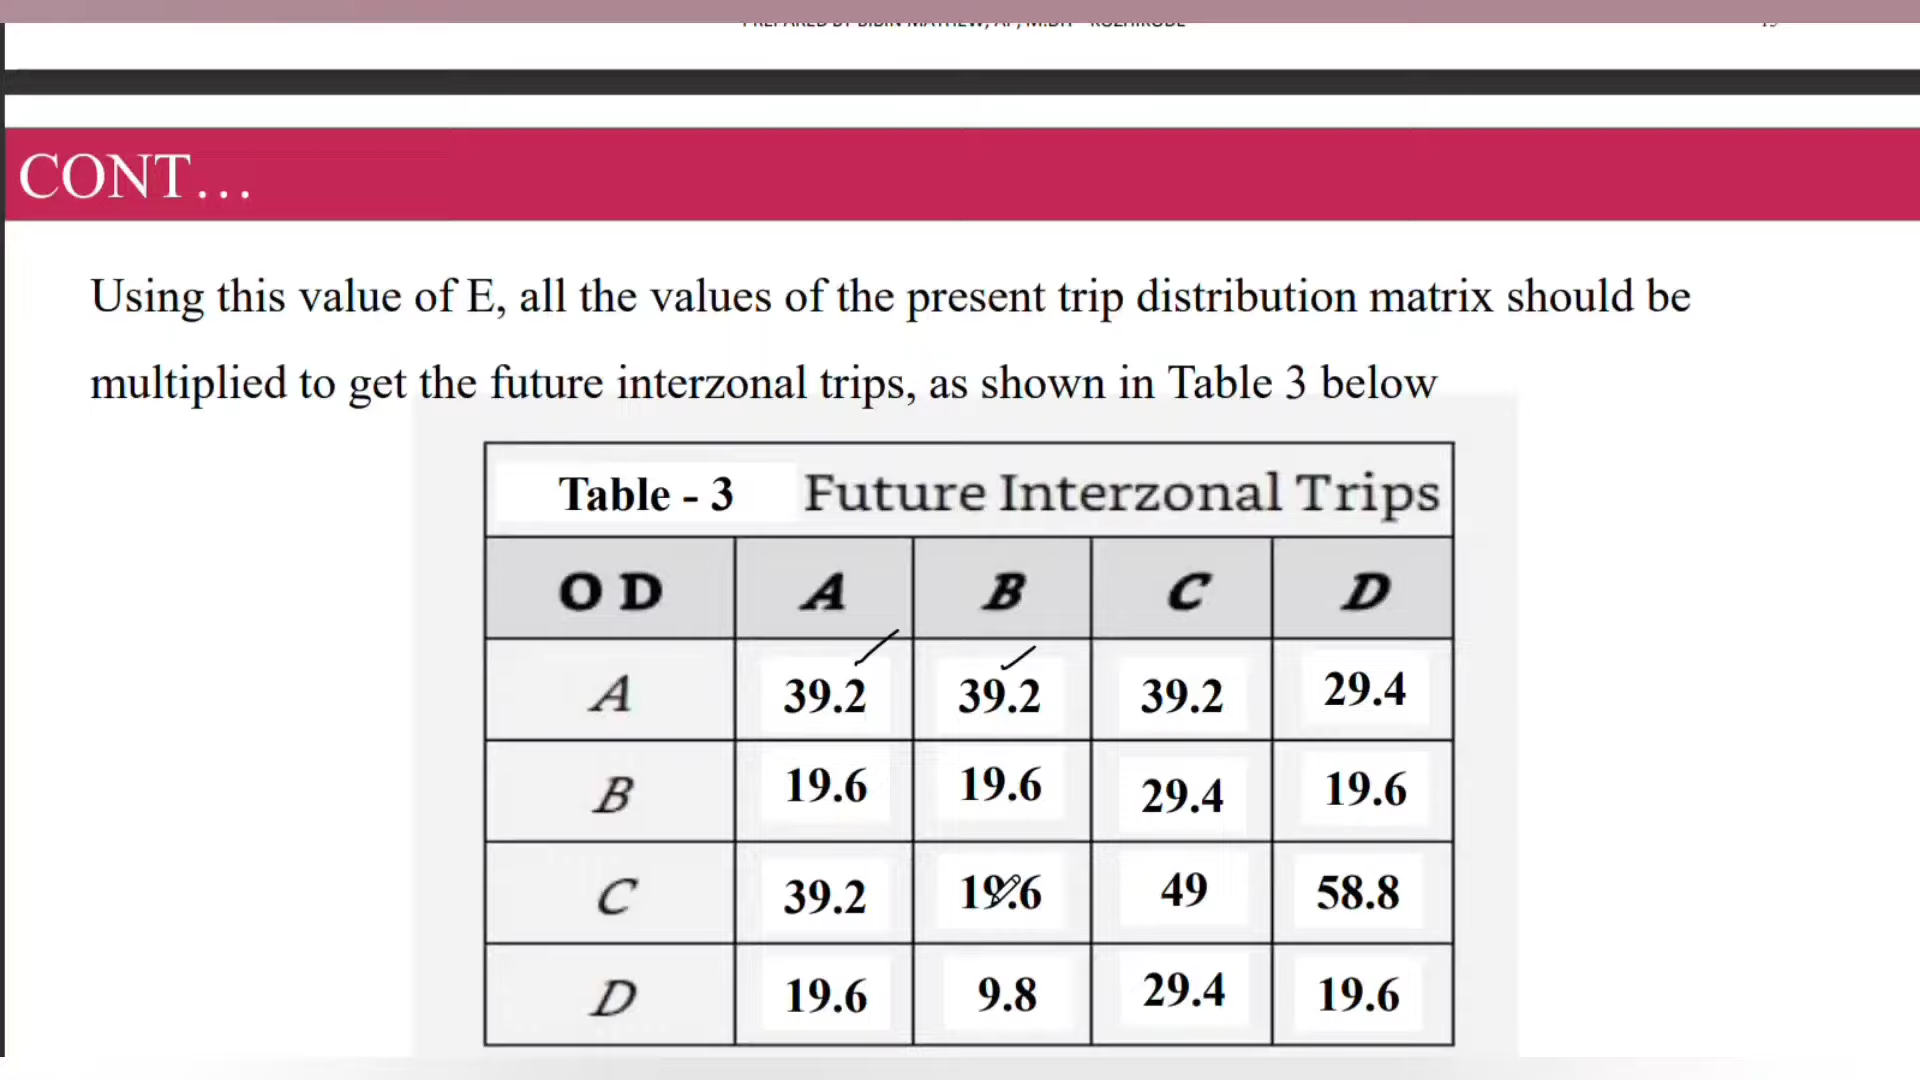 CONT...
Using this value of E, all the values of the present trip distribution matrix should be
multiplied to get the future interzonal trips, as shown in Table 3 below
Table - 3 Future Interzonal Trips
O D A B C D
A 39.2 39.2 39.2 29.4
B 19.6 19.6 29.4 19.6
C 39.2 19.6 49 58.8
D 19.6 9.8 29.4 19.6